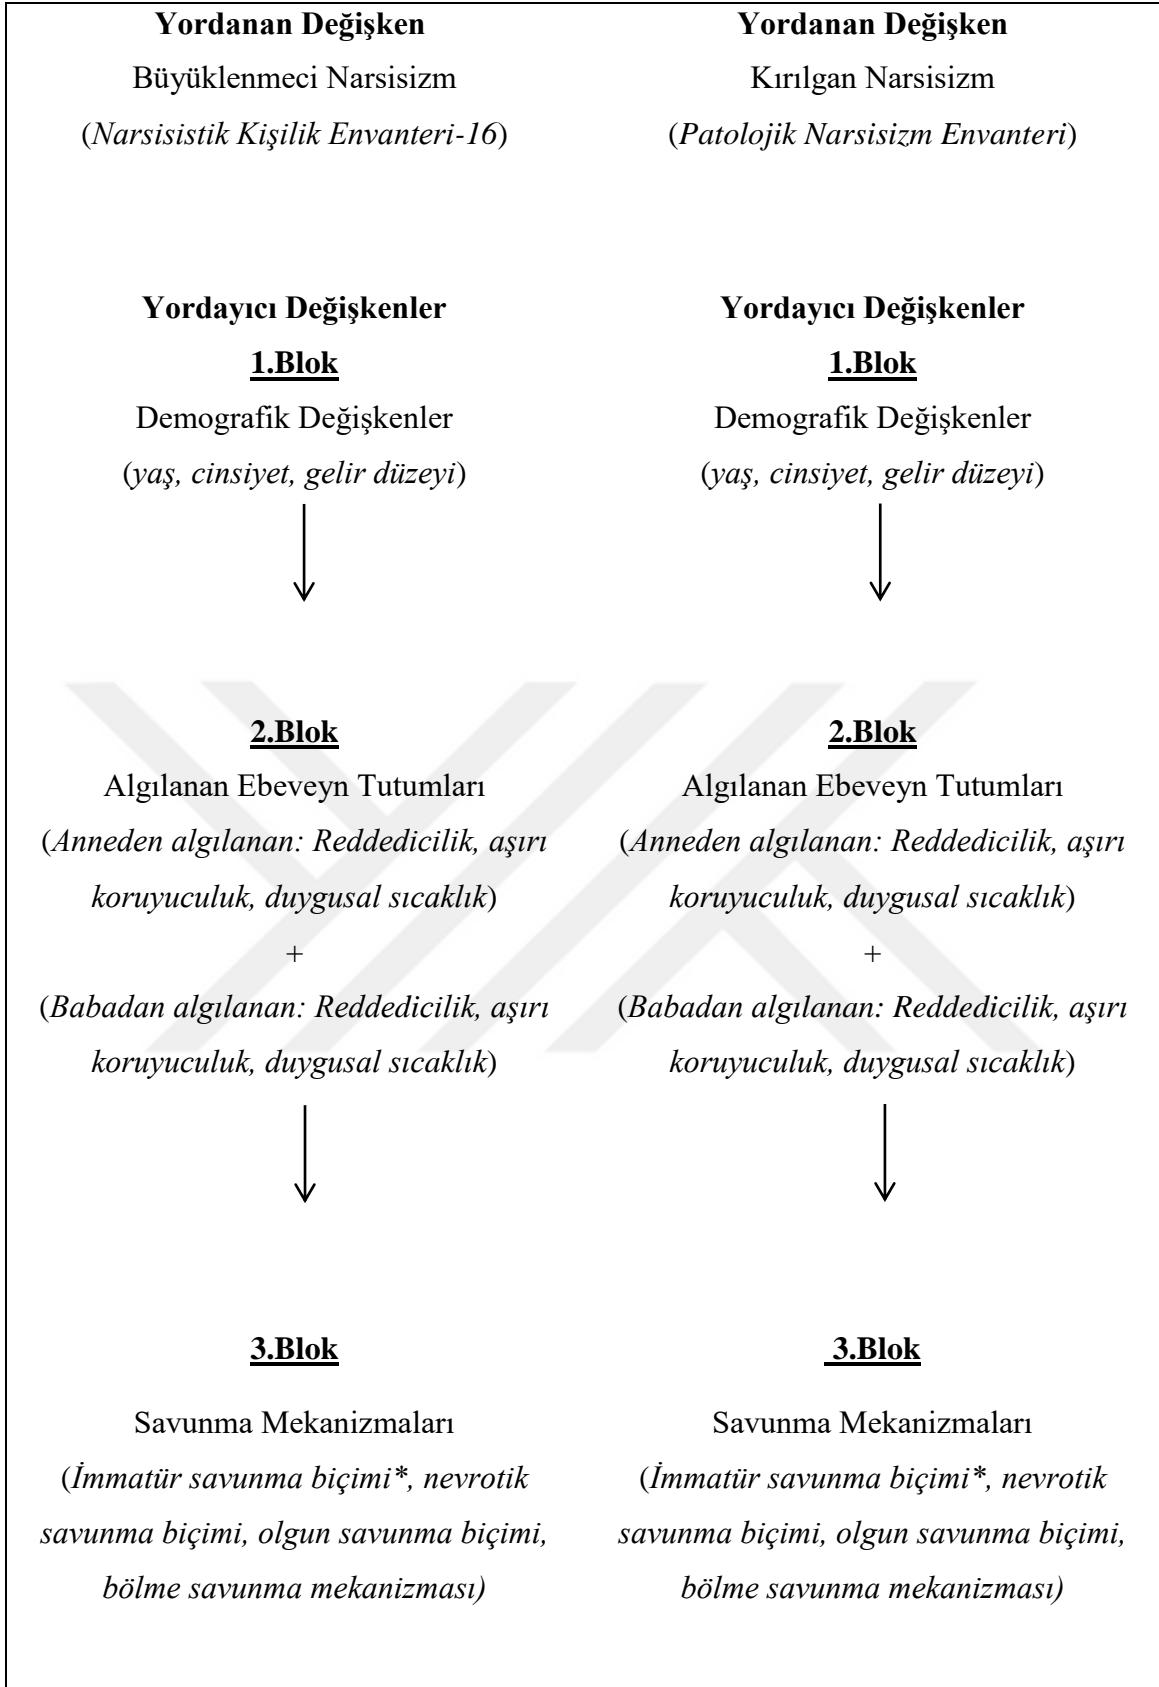 Yordanan Değişken
Büyüklenmeci Narsisizm
(Narsisistik Kişilik Envanteri-16)
Yordayıcı Değişkenler
1.Blok
Demografik Değişkenler
(yaş, cinsiyet, gelir düzeyi)
2.Blok
Algılanan Ebeveyn Tutumları
(Anneden algılanan: Reddedicilik, aşırı
koruyuculuk, duygusal sıcaklık)
+
(Babadan algılanan: Reddedicilik, aşırı
koruyuculuk, duygusal sıcaklık)
3.Blok
Savunma Mekanizmaları
(İmmatür savunma biçimi*, nevrotik
savunma biçimi, olgun savunma biçimi,
bölme savunma mekanizması)
Yordanan Değişken
Kırılgan Narsisizm
(Patolojik Narsisizm Envanteri)
Yordayıcı Değişkenler
1.Blok
Demografik Değişkenler
(yaş, cinsiyet, gelir düzeyi)
2.Blok
Algılanan Ebeveyn Tutumları
(Anneden algılanan: Reddedicilik, aşırı
koruyuculuk, duygusal sıcaklık)
+
(Babadan algılanan: Reddedicilik, aşırı
koruyuculuk, duygusal sıcaklık)
3.Blok
Savunma Mekanizmaları
(İmmatür savunma biçimi*, nevrotik
savunma biçimi, olgun savunma biçimi,
bölme savunma mekanizması)